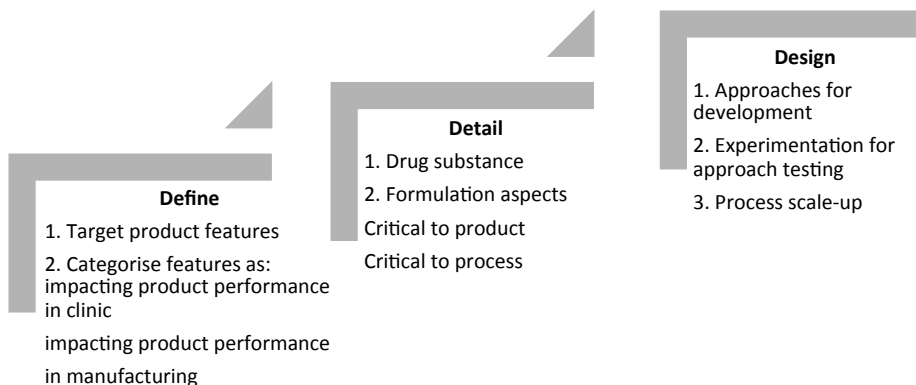 Define
1. Target product features
2. Categorise features as:
impacting product performance
in clinic
impacting product performance
in manufacturing
Detail
1. Drug substance
2. Formulation aspects
Critical to product
Critical to process
Design
1. Approaches for
development
2. Experimentation for
approach testing
3. Process scale-up